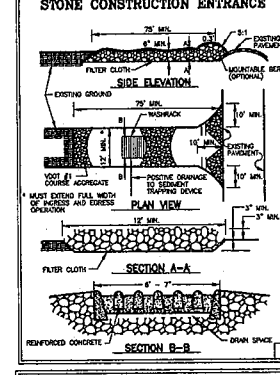 STONE CONSTRUCTION ENTRANCE
75' MIN.
6" MIN.
A
5:1
EXISTING
PAVEMENT
FILTER CLOTH
A
MOUNTABLE BER
(OPTIONAL)
SIDE ELEVATION
EXISTING GROUND
75' MIN.
WASHRACK
B
10' MIN.
12' MIN.
10' MIN.
EXISTING
PAVEMENT
B
VDOT #1
COURSE AGGREGATE
POSITIVE DRAINAGE
TO SEDIMENT
TRAPPING DEVICE
10' MIN.
* MUST EXTEND FULL WIDTH
OF INGRESS AND EGRESS
OPERATION
PLAN VIEW
12' MIN.
3" MIN.
3" MIN.
FILTER CLOTH
SECTION A-A
6' - 7'
REINFORCED CONCRETE
DRAIN SPACE
SECTION B-B